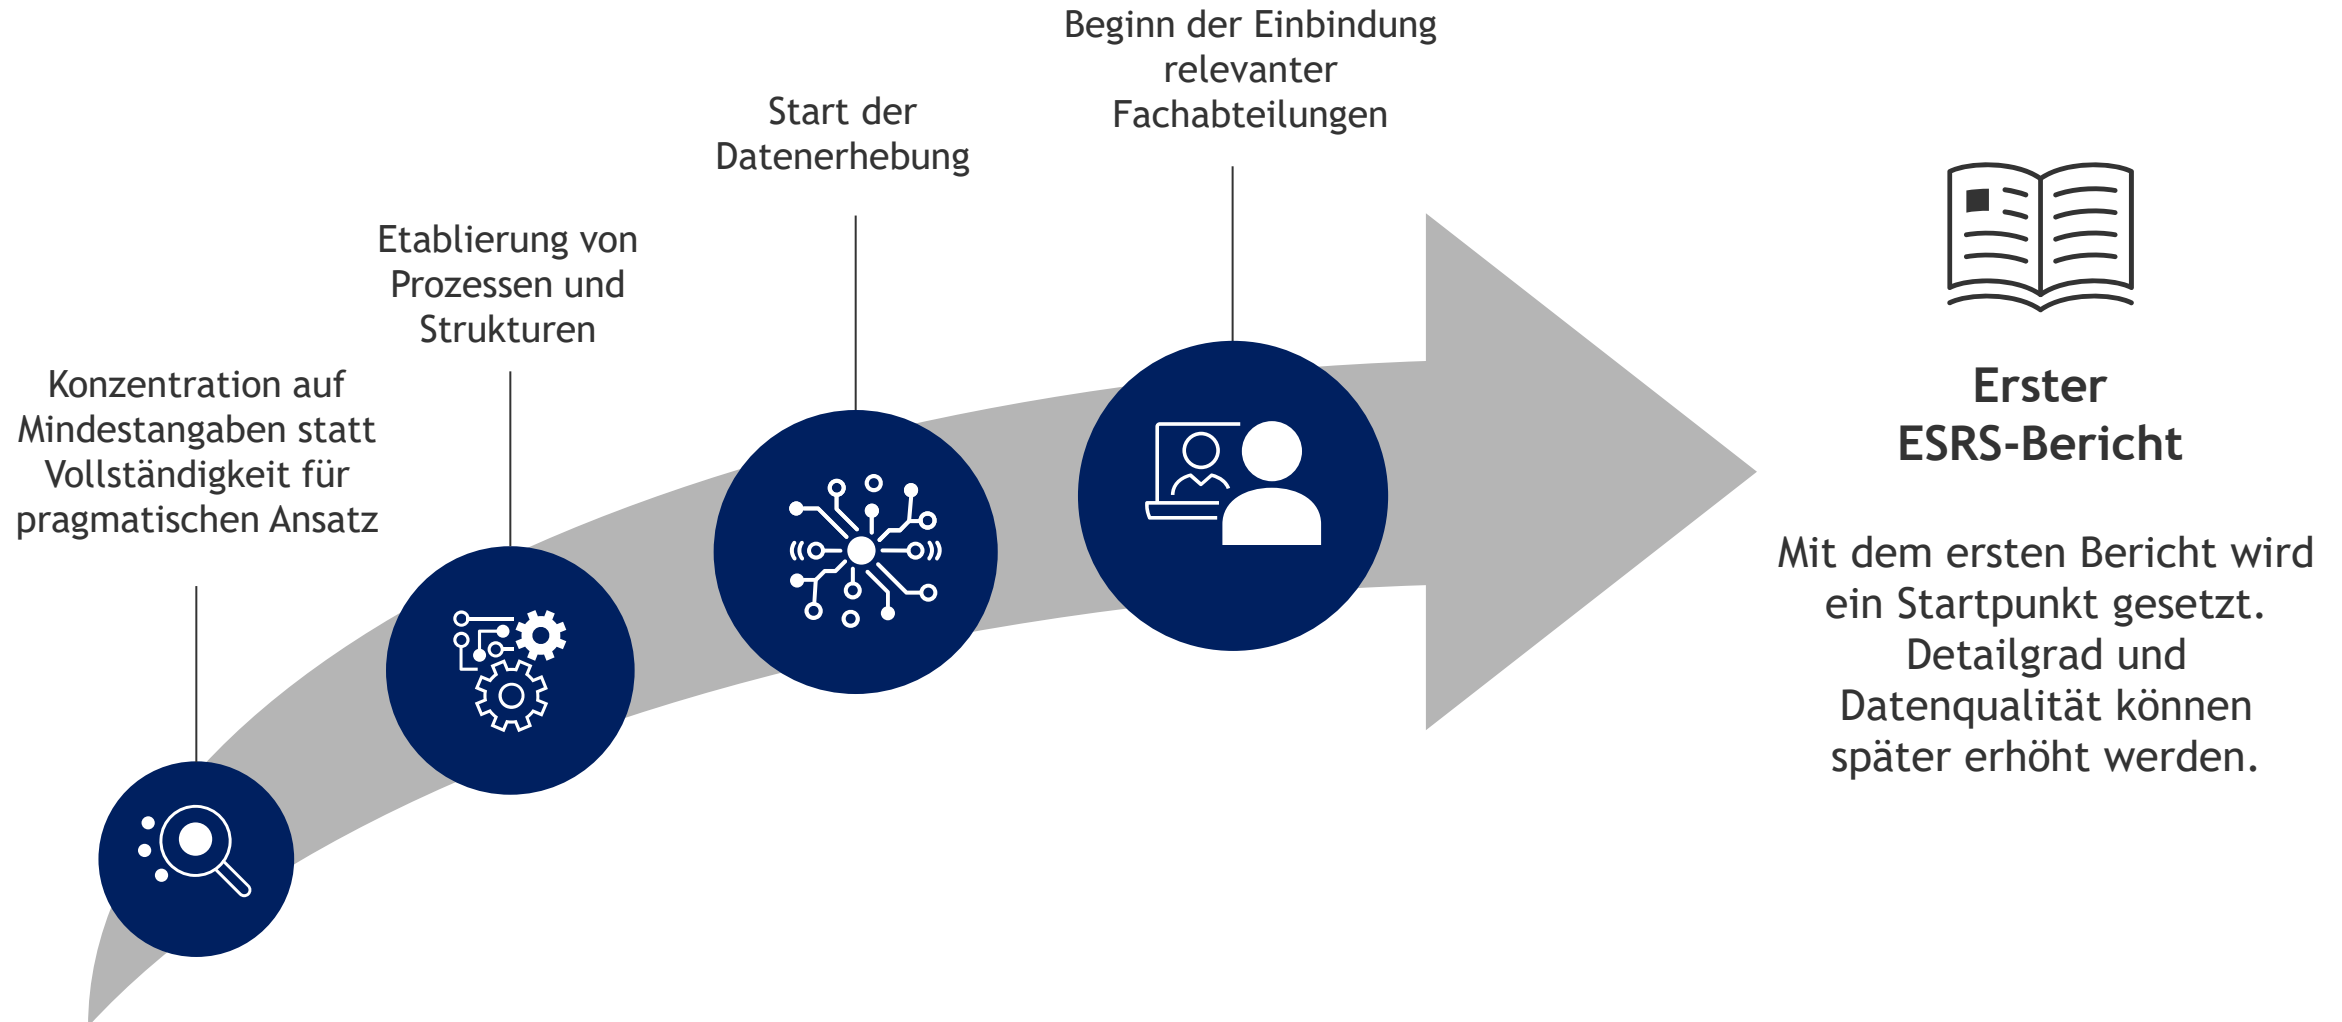 Konzentration auf
Mindestangaben statt
Vollständigkeit für
pragmatischen Ansatz
Etablierung von
Prozessen und
Strukturen
Start der
Datenerhebung
Beginn der Einbindung
relevanter
Fachabteilungen
Erster
ESRS-Bericht
Mit dem ersten Bericht wird
ein Startpunkt gesetzt.
Detailgrad und
Datenqualität können
später erhöht werden.